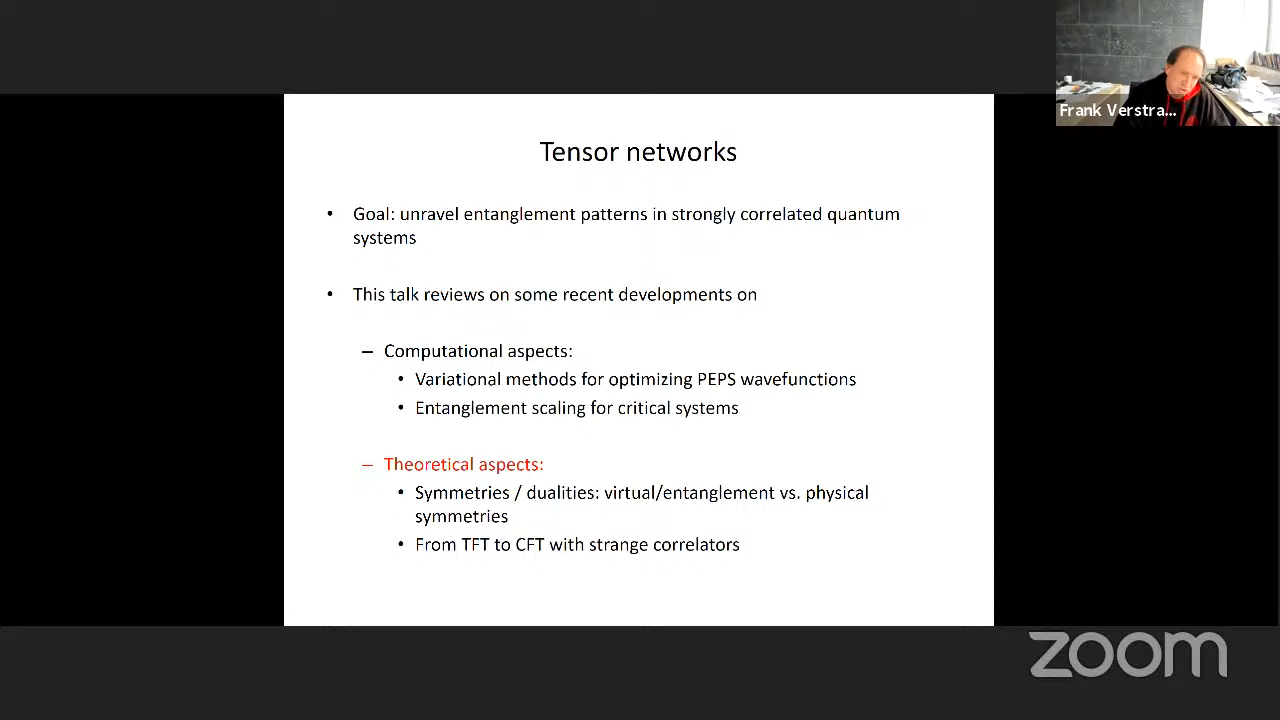 Frank Verstra...
Tensor networks
• Goal: unravel entanglement patterns in strongly correlated quantum
systems
• This talk reviews on some recent developments on
– Computational aspects:
• Variational methods for optimizing PEPS wavefunctions
• Entanglement scaling for critical systems
– Theoretical aspects:
• Symmetries / dualities: virtual/entanglement vs. physical
symmetries
• From TFT to CFT with strange correlators
zoom